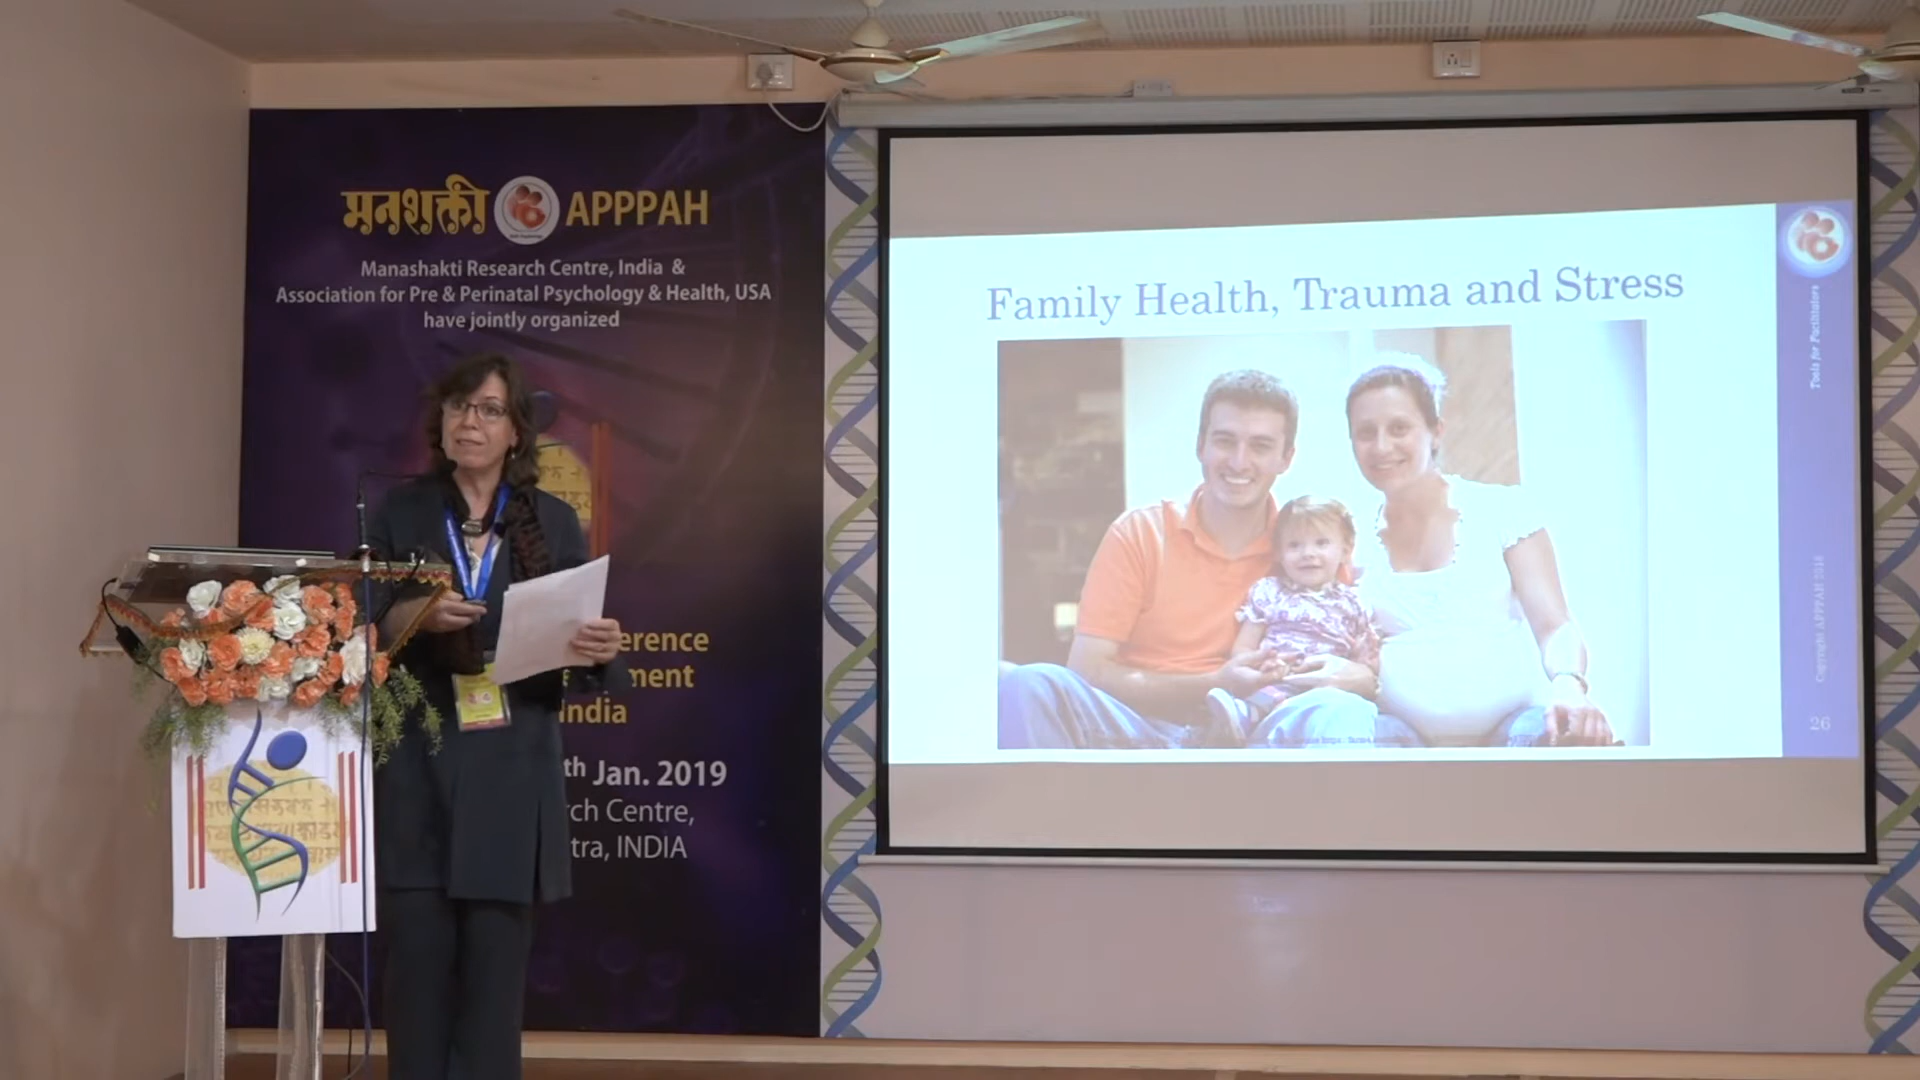 मनशक्ती APPPAH
Manashakti Research Centre, India &
Association for Pre & Perinatal Psychology & Health, USA
have jointly organized
erence
ment
India
th Jan. 2019
rch Centre,
tra, INDIA
Family Health, Trauma and Stress
Tools for Facilitators
Copyright APPPAH 2018
26